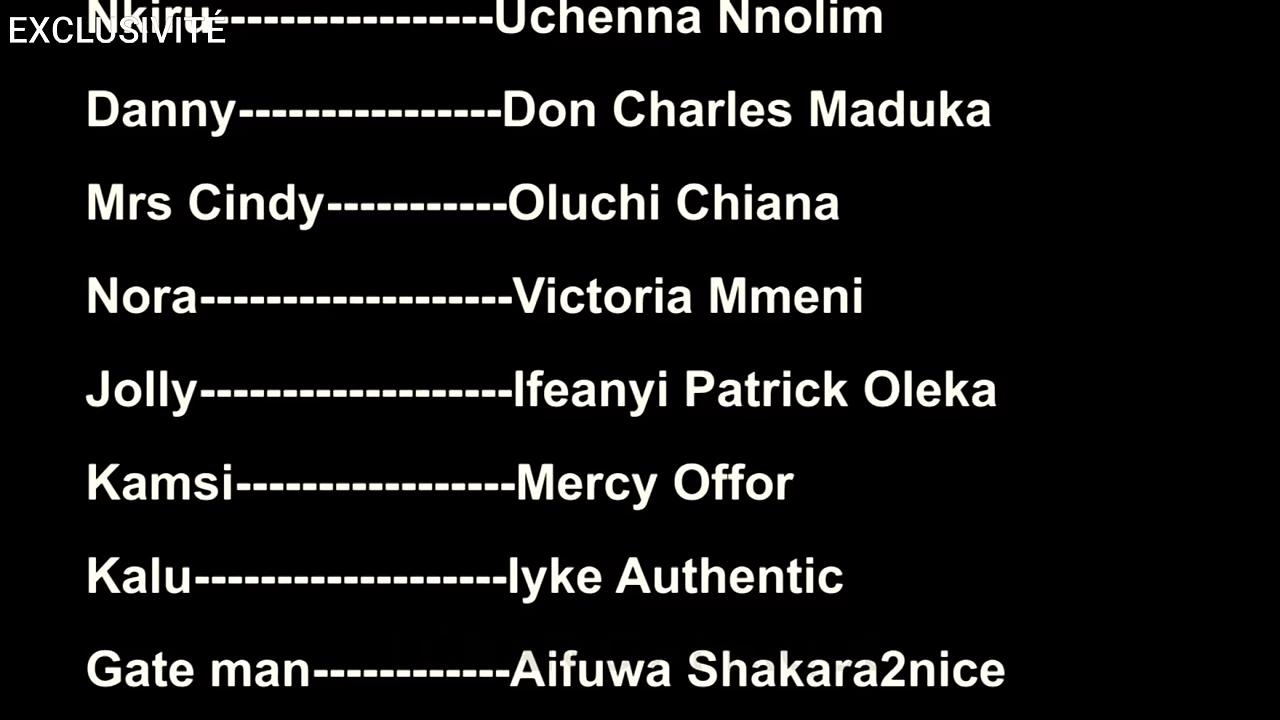 Nkiru----------------Uchenna Nnolim
EXCLUSIVITÉ
Danny----------------Don Charles Maduka
Mrs Cindy-----------Oluchi Chiana
Nora-------------------Victoria Mmeni
Jolly-------------------Ifeanyi Patrick Oleka
Kamsi-----------------Mercy Offor
Kalu-------------------Iyke Authentic
Gate man------------Aifuwa Shakara2nice